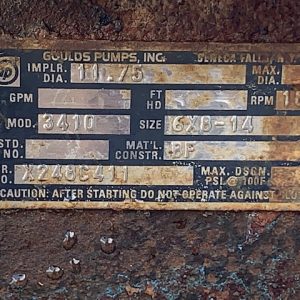 GOULDS PUMPS, INC. SENECA FALLS, N.Y.
IMPLR. DIA. 11.75 MAX. DIA.
GPM FT HD RPM
MOD. 3410 SIZE 6X8-14
STD. NO. MAT'L. CONSTR. BF
R. O. X248C411 MAX. DSGN. PSI @ 100F
CAUTION: AFTER STARTING DO NOT OPERATE AGAINST